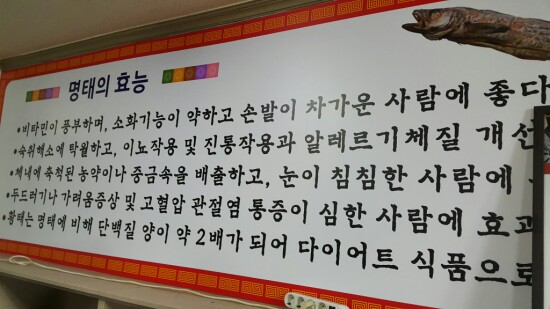 명태의 효능
•비타민이 풍부하며, 소화기능이 약하고 손발이 차가운 사람에 좋다
•숙취해소에 탁월하고, 이뇨작용 및 진통작용과 알레르기체질 개선
•체내에 축적된 농약이나 중금속을 배출하고, 눈이 침침한 사람에
•두드러기나 가려움증상 및 고혈압 관절염 통증이 심한 사람에 효과
•황태는 명태에 비해 단백질 양이 약 2배가 되어 다이어트 식품으로